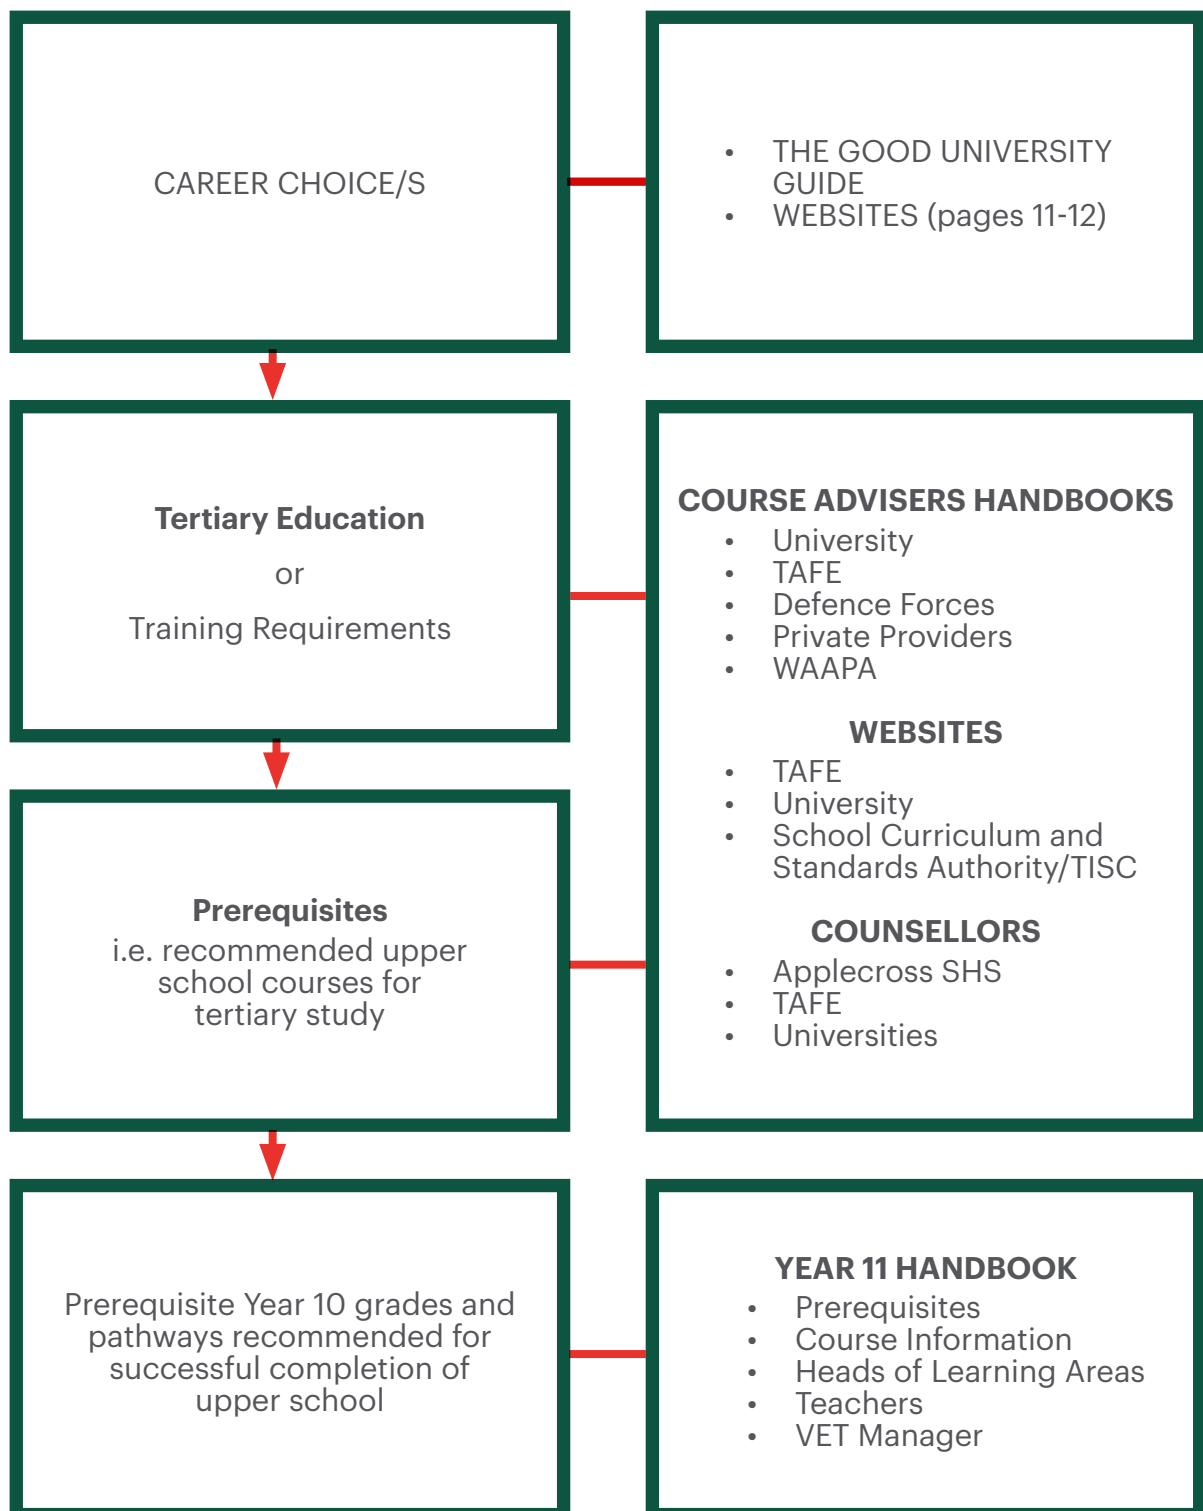 CAREER CHOICE/S
• THE GOOD UNIVERSITY
GUIDE
• WEBSITES (pages 11-12)
Tertiary Education
or
Training Requirements
COURSE ADVISERS HANDBOOKS
• University
• TAFE
• Defence Forces
• Private Providers
• WAAPA
WEBSITES
• TAFE
• University
• School Curriculum and
Standards Authority/TISC
COUNSELLORS
• Applecross SHS
• TAFE
• Universities
Prerequisites
i.e. recommended upper
school courses for
tertiary study
Prerequisite Year 10 grades and
pathways recommended for
successful completion of
upper school
YEAR 11 HANDBOOK
• Prerequisites
• Course Information
• Heads of Learning Areas
• Teachers
• VET Manager